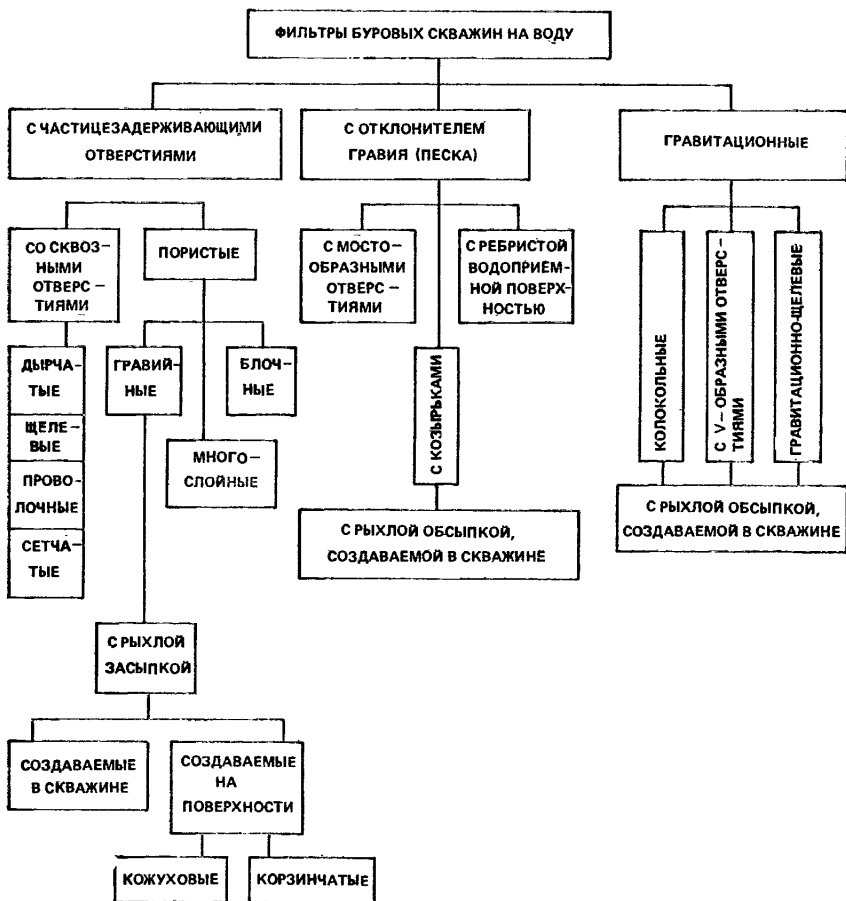 ФИЛЬТРЫ БУРОВЫХ СКВАЖИН НА ВОДУ
С ЧАСТИЦЕЗАДЕРЖИВАЮЩИМИ
ОТВЕРСТИЯМИ
С ОТКЛОНИТЕЛЕМ
ГРАВИЯ (ПЕСКА)
ГРАВИТАЦИОННЫЕ
СО СКВОЗ-
НЫМИ
ОТВЕРС-
ТИЯМИ
ПОРИСТЫЕ
С МОСТО-
ОБРАЗНЫМИ
ОТВЕРС-
ТИЯМИ
С РЕБРИСТОЙ
ВОДОПРИЁМ-
НОЙ ПОВЕРХ-
НОСТЬЮ
КОЛОКОЛЬНЫЕ
С V-ОБРАЗНЫМИ ОТВЕРС-
ТИЯМИ
ГРАВИТАЦИОННО-ЩЕЛЕВЫЕ
ДЫРЧА-
ТЫЕ
ЩЕЛЕ-
ВЫЕ
ПРОВО-
ЛОЧНЫЕ
СЕТЧА-
ТЫЕ
ГРАВИЙ-
НЫЕ
БЛОЧ-
НЫЕ
МНОГО-
СЛОЙНЫЕ
С КОЗЫРЬКАМИ
С РЫХЛОЙ ОБСЫПКОЙ,
СОЗДАВАЕМОЙ В СКВАЖИНЕ
С РЫХЛОЙ ОБСЫПКОЙ,
СОЗДАВАЕМОЙ В СКВАЖИНЕ
С РЫХЛОЙ
ЗАСЫПКОЙ
СОЗДАВАЕМЫЕ
В СКВАЖИНЕ
СОЗДАВАЕМЫЕ
НА
ПОВЕРХНОСТИ
КОЖУХОВЫЕ
КОРЗИНЧАТЫЕ